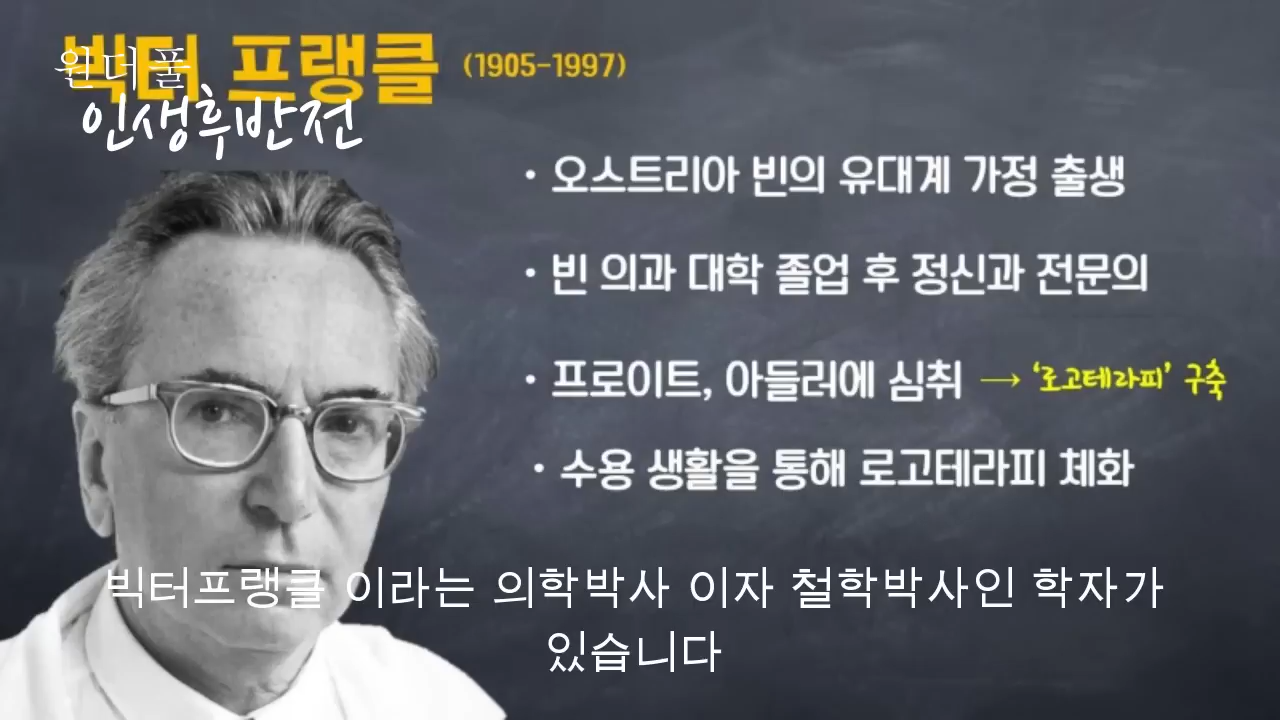 빅터 프랭클 (1905-1997)
원더풀
인생후반전
• 오스트리아 빈의 유대계 가정 출생
• 빈 의과 대학 졸업 후 정신과 전문의
• 프로이트, 아들러에 심취 → '로고테라피' 구축
• 수용 생활을 통해 로고테라피 체화
빅터프랭클 이라는 의학박사 이자 철학박사인 학자가
있습니다